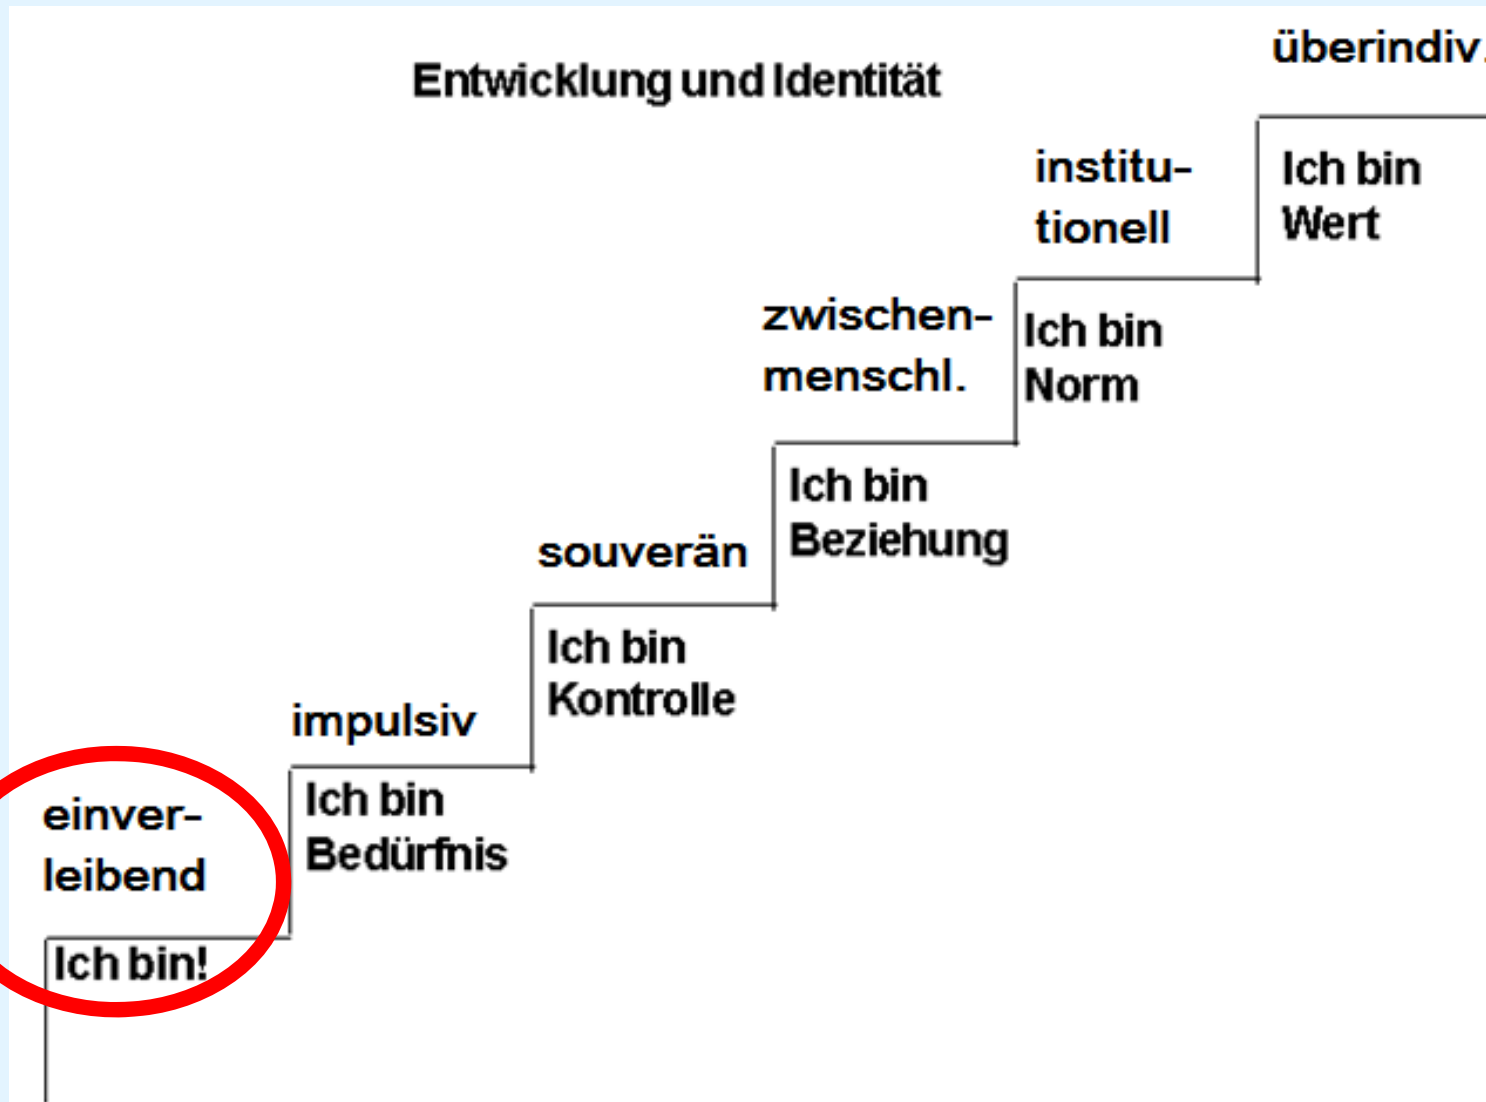 Entwicklung und Identität
überindiv.
Ich bin
Wert
institu-
tionell
Ich bin
Norm
zwischen-
menschl.
Ich bin
Beziehung
souverän
Ich bin
Kontrolle
impulsiv
Ich bin
Bedürfnis
einver-
leibend
Ich bin!